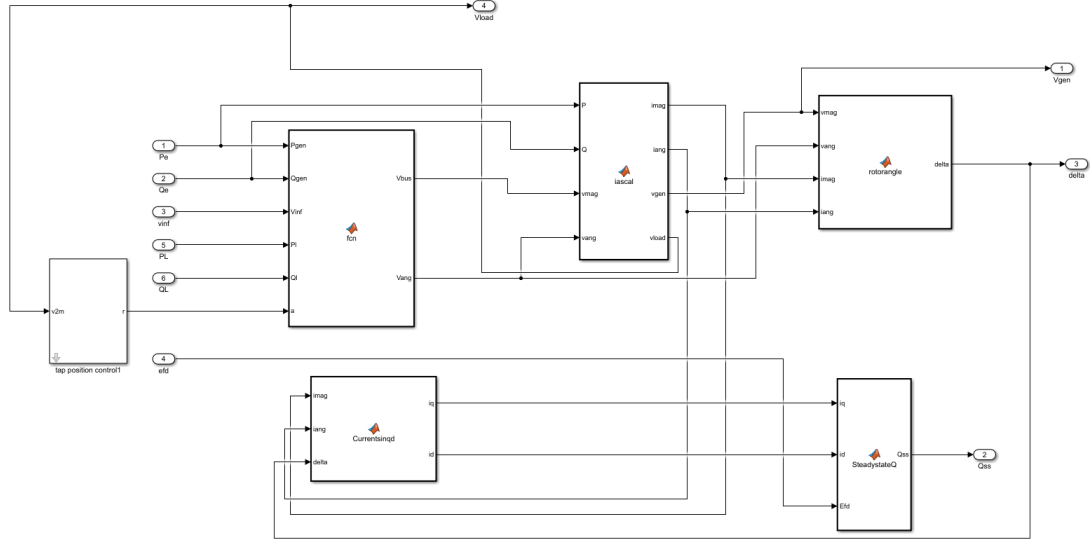 4
Vload
1
Vgen
P
Q
vmag
vang
imag
iang
vgen
vload
iascal
vmag
vang
imag
iang
delta
rotorangle
3
delta
1
Pe
2
Qe
3
vinf
5
PL
6
QL
Pgen
Qgen
Vinf
Pl
Ql
a
Vbus
Vang
fcn
v2m
r
tap position control1
4
efd
imag
iang
delta
iq
id
Currentsinqd
iq
id
Efd
Qss
SteadystateQ
2
Qss